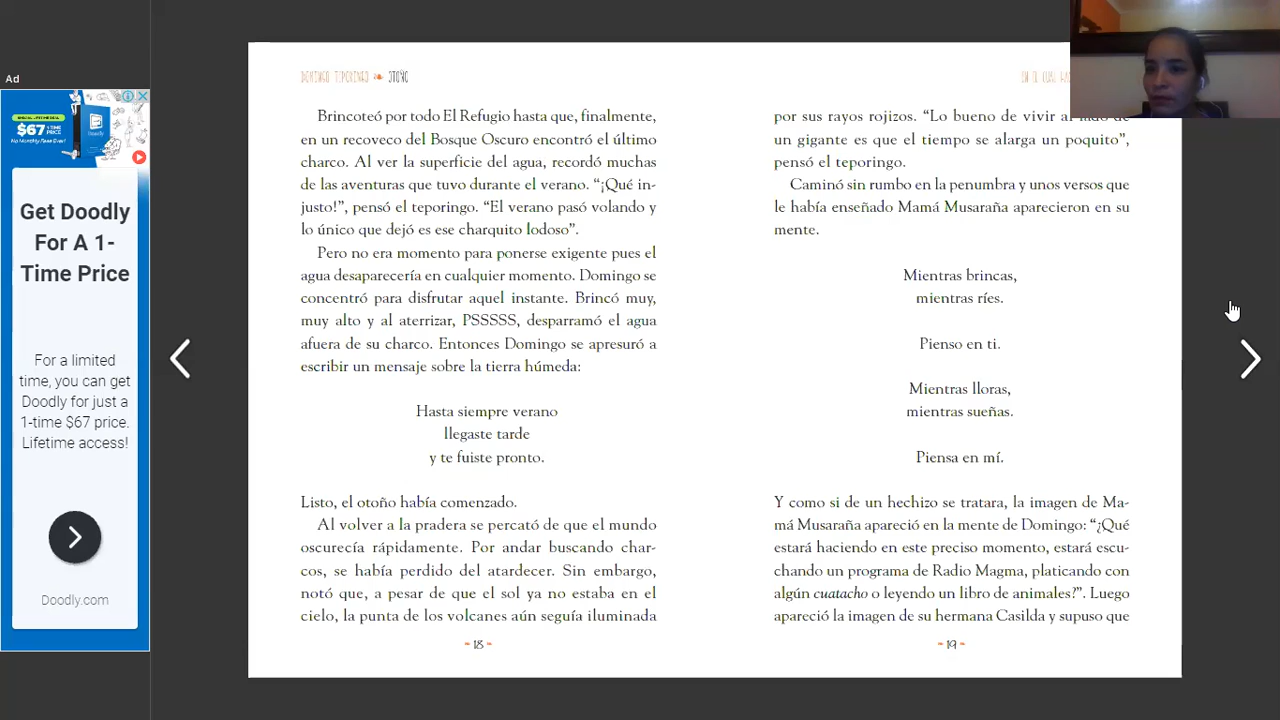 Ad
$67
Get Doodly
For A 1-
Time Price
For a limited
time, you can get
Doodly for just a
1-time $67 price.
Lifetime access!
Doodly.com
DOMINGO TEPORINGO OTOÑO
Brincoteó por todo El Refugio hasta que, finalmente,
en un recoveco del Bosque Oscuro encontró el último
charco. Al ver la superficie del agua, recordó muchas
de las aventuras que tuvo durante el verano. “¡Qué in-
justo!”, pensó el teporingo. “El verano pasó volando y
lo único que dejó es ese charquito lodoso”.
Pero no era momento para ponerse exigente pues el
agua desaparecería en cualquier momento. Domingo se
concentró para disfrutar aquel instante. Brincó muy,
muy alto y al aterrizar, PSSSSS, desparramó el agua
afuera de su charco. Entonces Domingo se apresuró a
escribir un mensaje sobre la tierra húmeda:
Hasta siempre verano
llegaste tarde
y te fuiste pronto.
Listo, el otoño había comenzado.
Al volver a la pradera se percató de que el mundo
oscurecía rápidamente. Por andar buscando char-
cos, se había perdido del atardecer. Sin embargo,
notó que, a pesar de que el sol ya no estaba en el
cielo, la punta de los volcanes aún seguía iluminada
18
EN EL CUAL
por sus rayos rojizos. “Lo bueno de vivir al lado de
un gigante es que el tiempo se alarga un poquito”,
pensó el teporingo.
Caminó sin rumbo en la penumbra y unos versos que
le había enseñado Mamá Musaraña aparecieron en su
mente.
Mientras brincas,
mientras ríes.
Pienso en ti.
Mientras lloras,
mientras sueñas.
Piensa en mí.
Y como si de un hechizo se tratara, la imagen de Ma-
má Musaraña apareció en la mente de Domingo: “¿Qué
estará haciendo en este preciso momento, estará escu-
chando un programa de Radio Magma, platicando con
algún cuatacho o leyendo un libro de animales?”. Luego
apareció la imagen de su hermana Casilda y supuso que
19